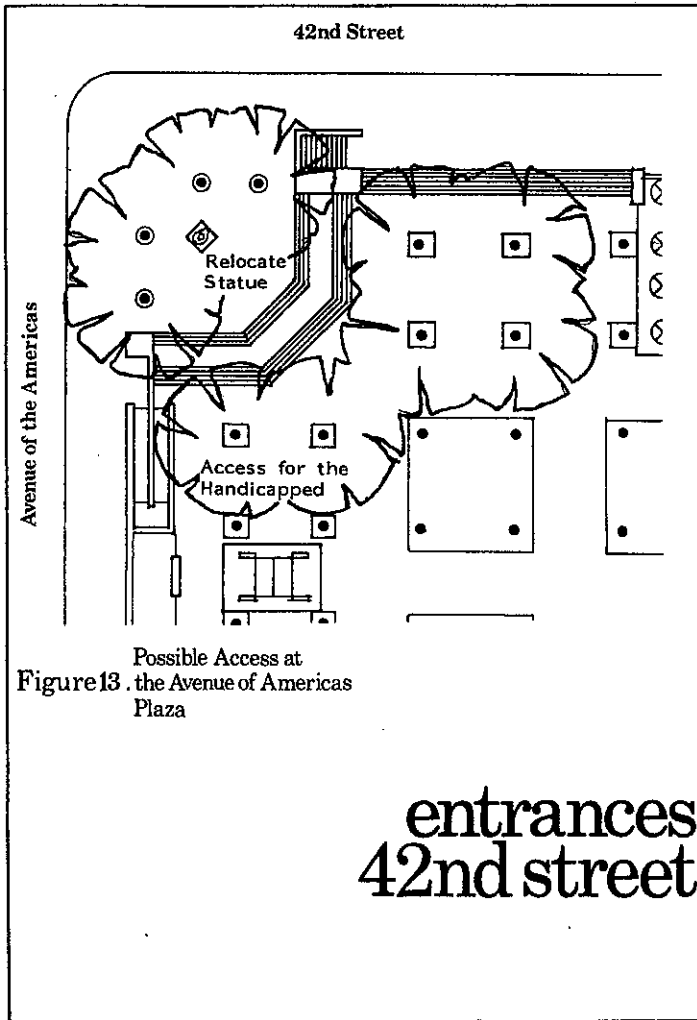 42nd Street
Avenue of the Americas
Relocate
Statue
Access for the
Handicapped
Possible Access at
Figure 13. the Avenue of Americas
Plaza
entrances
42nd street